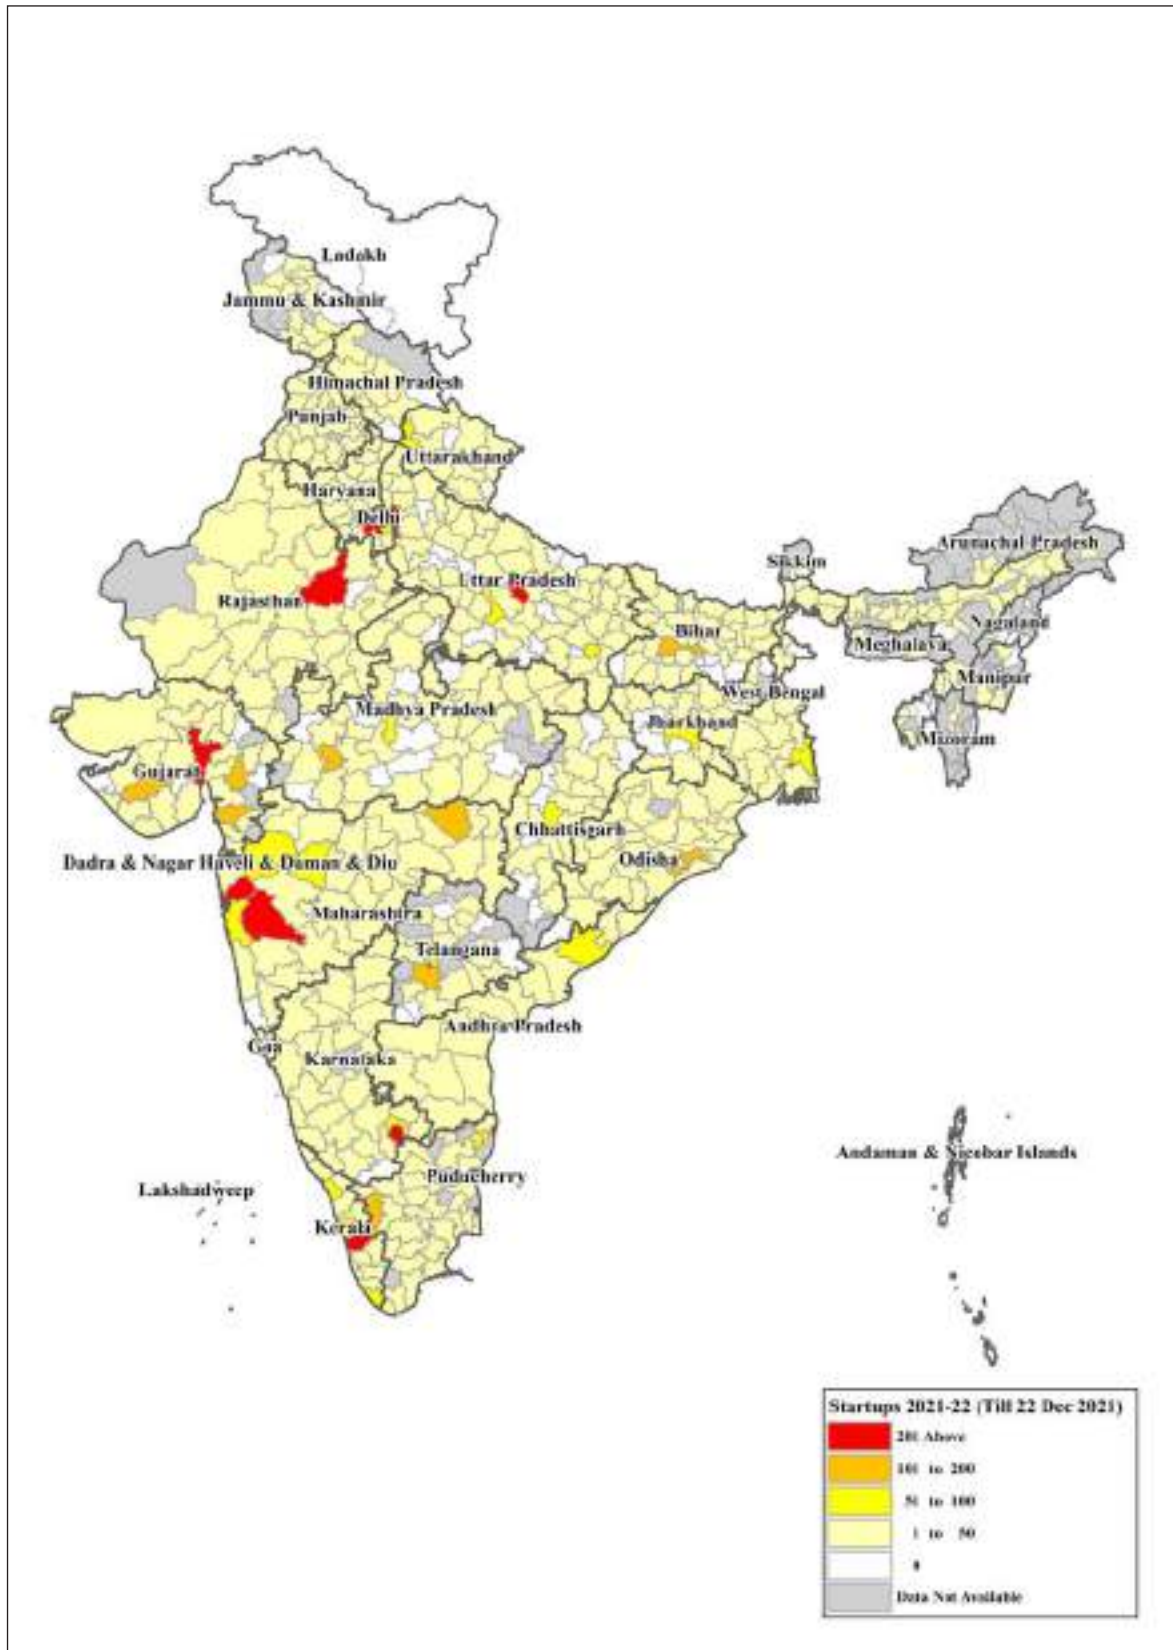 Ladakh
Jammu & Kashmir
Himachal Pradesh
Punjab
Uttarakhand
Haryana
Delhi
Arunachal Pradesh
Sikkim
Uttar Pradesh
Rajasthan
Nagaland
Bihar
Meghalaya
Manipur
West Bengal
Madhya Pradesh
Jharkhand
Mizoram
Gujarat
Chhattisgarh
Odisha
Dadra & Nagar Haveli & Daman & Diu
Maharashtra
Telangana
Andhra Pradesh
Goa
Karnataka
Andaman & Nicobar Islands
Puducherry
Lakshadweep
Kerala
Startups 2021-22 (Till 22 Dec 2021)
201 Above
101 to 200
51 to 100
1 to 50
0
Data Not Available